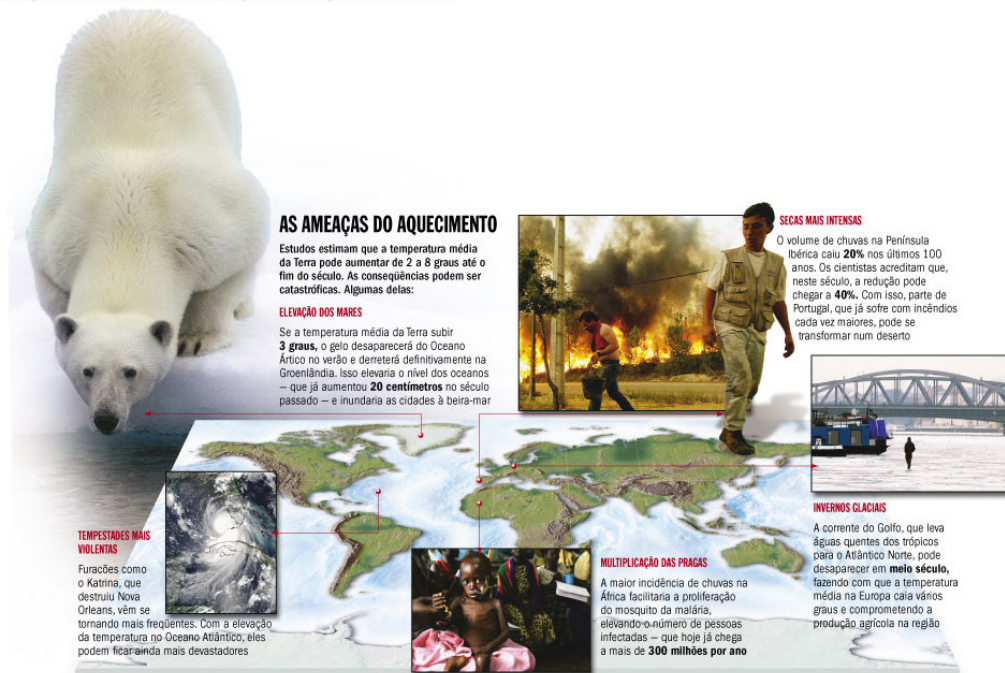 AS AMEAÇAS DO AQUECIMENTO
Estudos estimam que a temperatura média
da Terra pode aumentar de 2 a 8 graus até o
fim do século. As conseqüências podem ser
catastróficas. Algumas delas:
ELEVAÇÃO DOS MARES
Se a temperatura média da Terra subir
3 graus, o gelo desaparecerá do Oceano
Ártico no verão e derreterá definitivamente na
Groenlândia. Isso elevaria o nível dos oceanos
— que já aumentou 20 centímetros no século
passado — e inundaria as cidades à beira-mar
SECAS MAIS INTENSAS
O volume de chuvas na Península
Ibérica caiu 20% nos últimos 100
anos. Os cientistas acreditam que,
neste século, a redução pode
chegar a 40%. Com isso, parte de
Portugal, que já sofre com incêndios
cada vez maiores, pode se
transformar num deserto
TEMPESTADES MAIS
VIOLENTAS
Furacões como
o Katrina, que
destruiu Nova
Orleans, vêm se
tornando mais freqüentes. Com a elevação
da temperatura no Oceano Atlântico, eles
podem ficar ainda mais devastadores
MULTIPLICAÇÃO DAS PRAGAS
A maior incidência de chuvas na
África facilitaria a proliferação
do mosquito da malária,
elevando o número de pessoas
infectadas — que hoje já chega
a mais de 300 milhões por ano
INVERNOS GLACIAIS
A corrente do Golfo, que leva
águas quentes dos trópicos
para o Atlântico Norte, pode
desaparecer em meio século,
fazendo com que a temperatura
média na Europa caia vários
graus e comprometendo a
produção agrícola na região